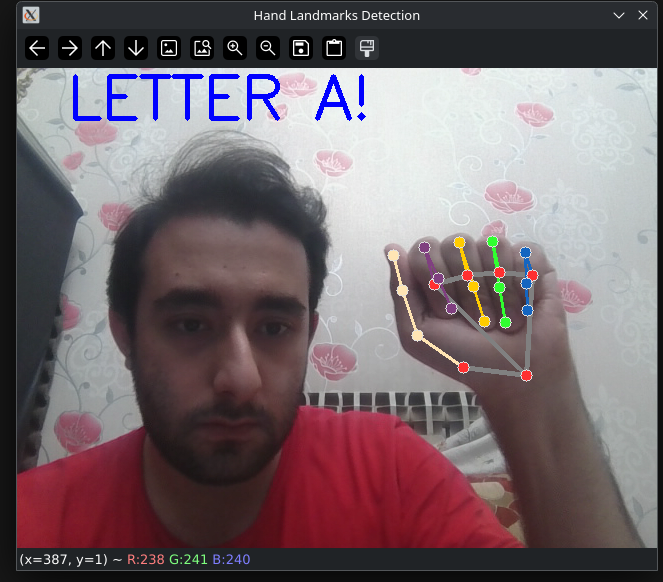 Hand Landmarks Detection
LETTER A!
(x=387, y=1) ~ R:238 G:241 B:240